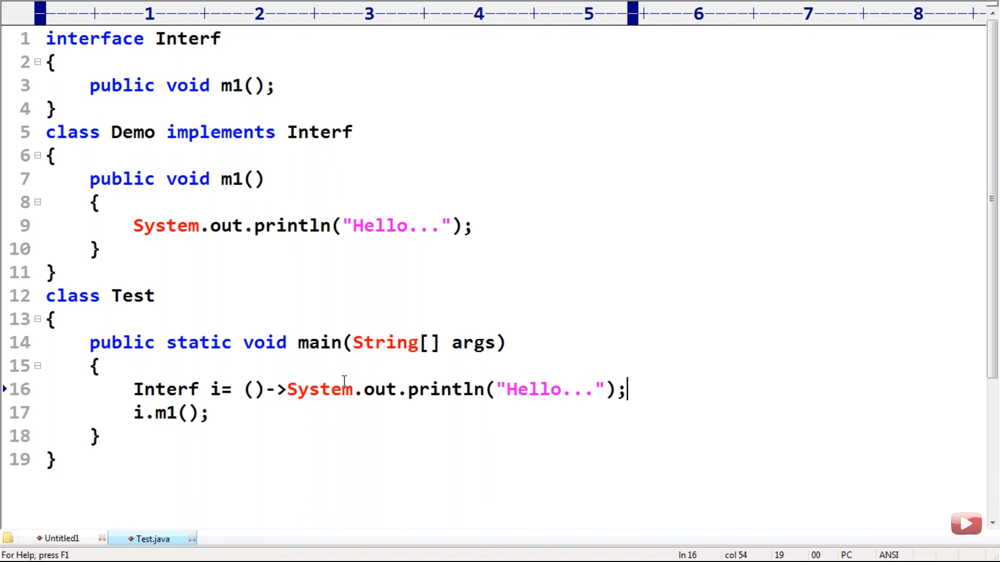 1 2 3 4 5 6 7 8
1 interface Interf
2 {
3 public void m1();
4 }
5 class Demo implements Interf
6 {
7 public void m1()
8 {
9 System.out.println("Hello...");
10 }
11 }
12 class Test
13 {
14 public static void main(String[] args)
15 {
16 Interf i= ()->System.out.println("Hello...");
17 i.m1();
18 }
19 }
Untitled1 Test.java
For Help, press F1 ln 16 col 54 19 00 PC ANSI